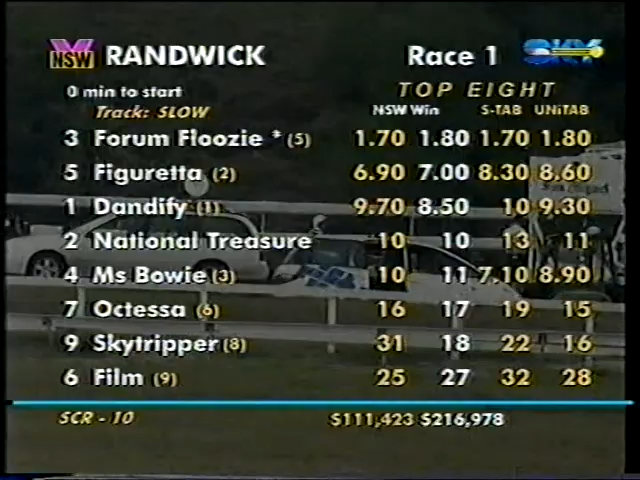 NSW RANDWICK Race 1 SKY
0 min to start TOP EIGHT
Track: SLOW NSW Win S-TAB UNiTAB
3 Forum Floozie * (5) 1.70 1.80 1.70 1.80
5 Figuretta (2) 6.90 7.00 8.30 8.60
1 Dandify (1) 9.70 8.50 10 9.30
2 National Treasure 10 10 13 11
4 Ms Bowie (3) 10 11 7.10 8.90
7 Octessa (6) 16 17 19 15
9 Skytripper (8) 31 18 22 16
6 Film (9) 25 27 32 28
SCR - 10 $111,423 $216,978